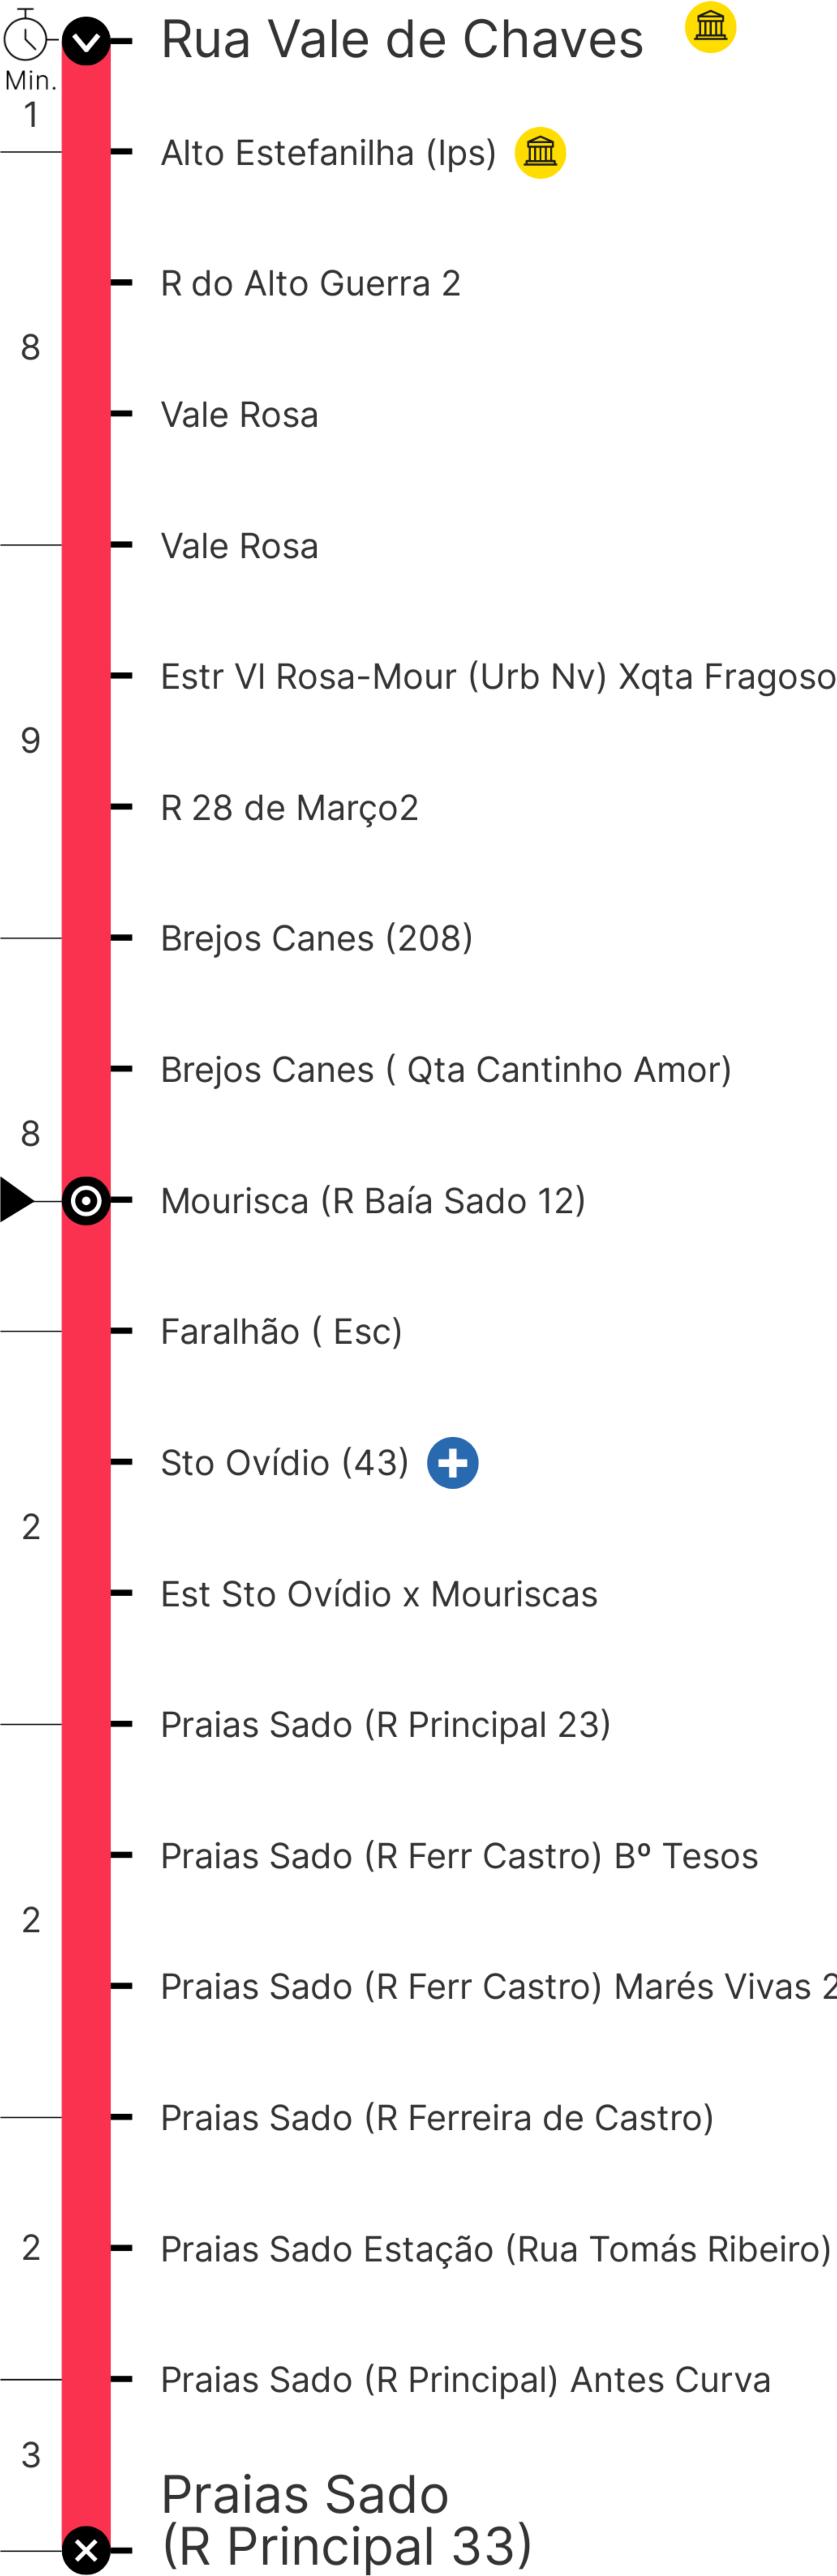 Rua Vale de Chaves
Min.
1
Alto Estefanilha (Ips)
R do Alto Guerra 2
8
Vale Rosa
Vale Rosa
Estr Vl Rosa-Mour (Urb Nv) Xqta Fragoso
9
R 28 de Março2
Brejos Canes (208)
Brejos Canes ( Qta Cantinho Amor)
8
Mourisca (R Baía Sado 12)
Faralhão ( Esc)
Sto Ovídio (43)
2
Est Sto Ovídio x Mouriscas
Praias Sado (R Principal 23)
Praias Sado (R Ferr Castro) Bº Tesos
2
Praias Sado (R Ferr Castro) Marés Vivas 2
Praias Sado (R Ferreira de Castro)
2
Praias Sado Estação (Rua Tomás Ribeiro)
Praias Sado (R Principal) Antes Curva
3
Praias Sado
(R Principal 33)